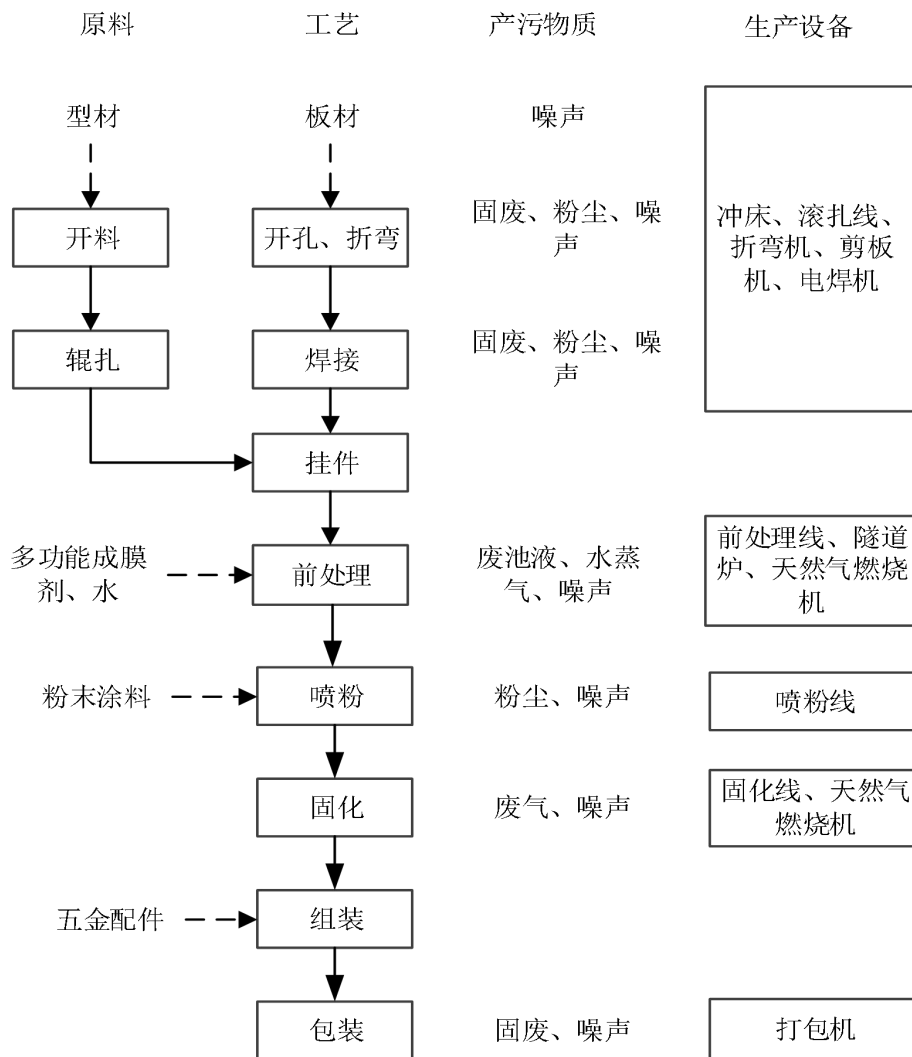 原料
工艺
产污物质
生产设备
型材
板材
噪声
开料
开孔、折弯
固废、粉尘、噪
声
冲床、滚扎线、
折弯机、剪板
机、电焊机
辊扎
焊接
固废、粉尘、噪
声
挂件
多功能成膜
剂、水
前处理
废池液、水蒸
气、噪声
前处理线、隧道
炉、天然气燃烧
机
粉末涂料
喷粉
粉尘、噪声
喷粉线
固化
废气、噪声
固化线、天然气
燃烧机
五金配件
组装
包装
固废、噪声
打包机